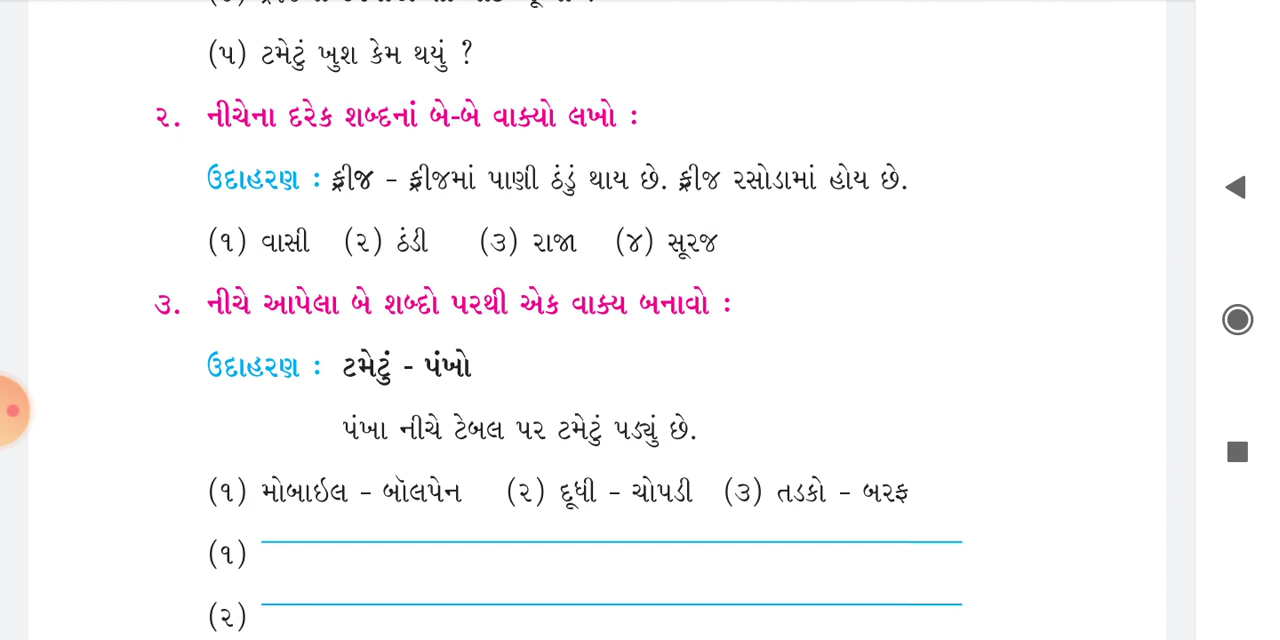 (૫) ટમેટું ખુશ કેમ થયું ?
૨. નીચેના દરેક શબ્દનાં બે-બે વાક્યો લખો :
ઉદાહરણ : ફ્રીજ - ફ્રીજમાં પાણી ઠંડું થાય છે. ફ્રીજ રસોડામાં હોય છે.
(૧) વાસી (૨) ઠંડી (૩) રાજા (૪) સૂરજ
૩. નીચે આપેલા બે શબ્દો પરથી એક વાક્ય બનાવો :
ઉદાહરણ : ટમેટું - પંખો
પંખા નીચે ટેબલ પર ટમેટું પડ્યું છે.
(૧) મોબાઇલ - બૉલપેન (૨) દૂધી - ચોપડી (૩) તડકો - બરફ
(૧)
(૨)